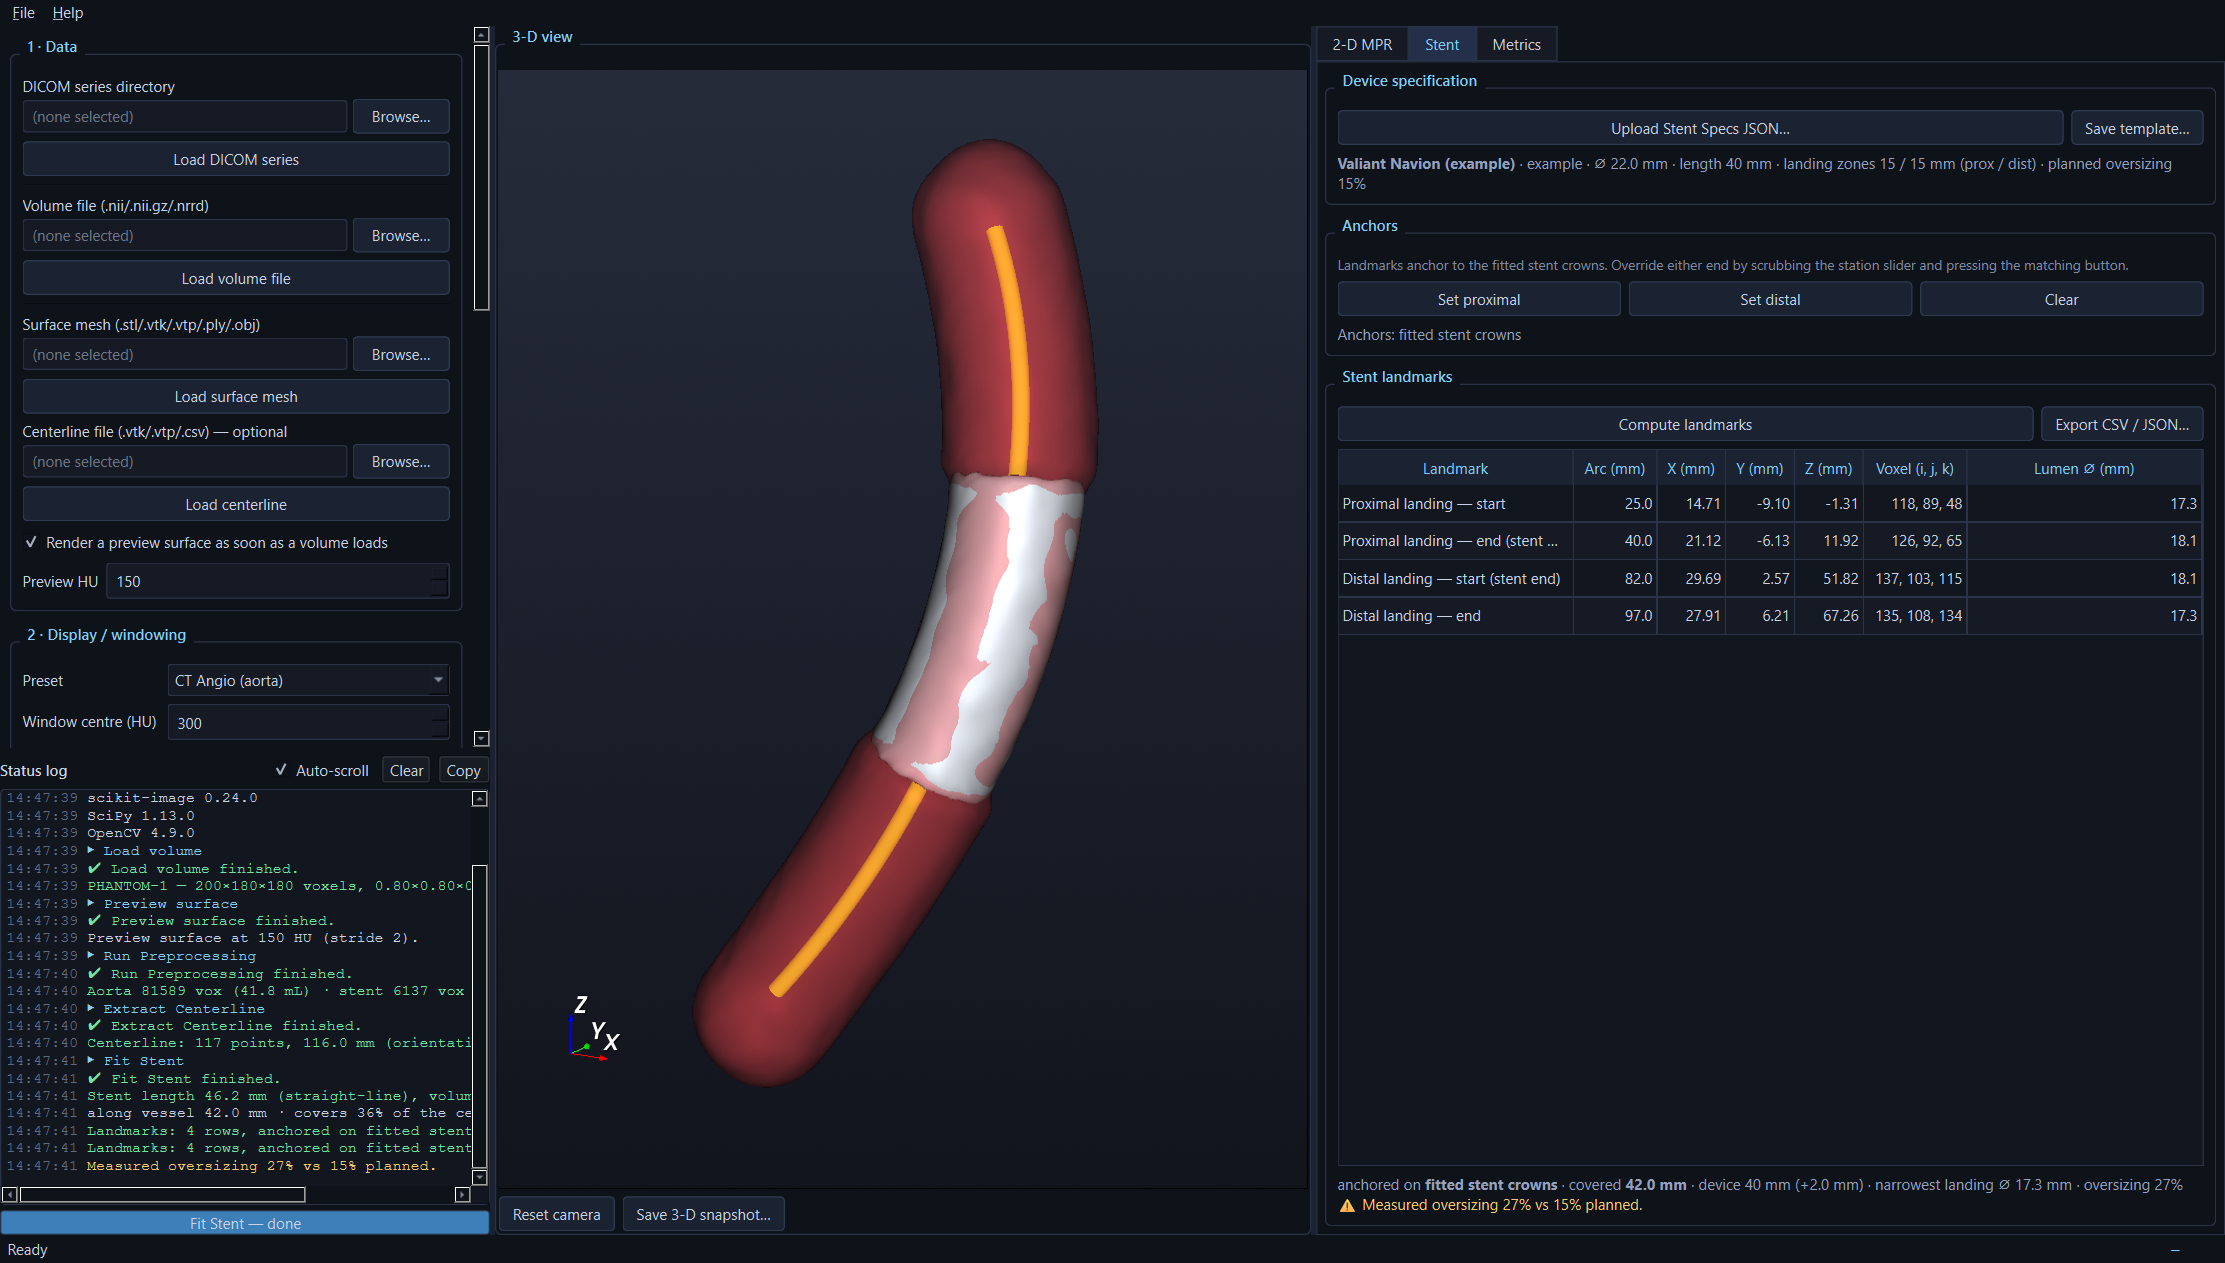 File Help
1 · Data
DICOM series directory
(none selected) Browse...
Load DICOM series
Volume file (.nii/.nii.gz/.nrrd)
(none selected) Browse...
Load volume file
Surface mesh (.stl/.vtk/.vtp/.ply/.obj)
(none selected) Browse...
Load surface mesh
Centerline file (.vtk/.vtp/.csv) — optional
(none selected) Browse...
Load centerline
Render a preview surface as soon as a volume loads
Preview HU 150
2 · Display / windowing
Preset CT Angio (aorta)
Window centre (HU) 300
Status log Auto-scroll Clear Copy
14:47:39 scikit-image 0.24.0
14:47:39 SciPy 1.13.0
14:47:39 OpenCV 4.9.0
14:47:39 ▸ Load volume
14:47:39 ✔ Load volume finished.
14:47:39 PHANTOM-1 — 200×180×180 voxels, 0.80×0.80×0
14:47:39 ▸ Preview surface
14:47:39 ✔ Preview surface finished.
14:47:39 Preview surface at 150 HU (stride 2).
14:47:39 ▸ Run Preprocessing
14:47:40 ✔ Run Preprocessing finished.
14:47:40 Aorta 81589 vox (41.8 mL) · stent 6137 vox
14:47:40 ▸ Extract Centerline
14:47:40 ✔ Extract Centerline finished.
14:47:40 Centerline: 117 points, 116.0 mm (orientati
14:47:41 ▸ Fit Stent
14:47:41 ✔ Fit Stent finished.
14:47:41 Stent length 46.2 mm (straight-line), volum
14:47:41 along vessel 42.0 mm · covers 36% of the ce
14:47:41 Landmarks: 4 rows, anchored on fitted stent
14:47:41 Landmarks: 4 rows, anchored on fitted stent
14:47:41 Measured oversizing 27% vs 15% planned.
Fit Stent — done
Ready
3-D view
Z
Y
X
Reset camera Save 3-D snapshot...
2-D MPR Stent Metrics
Device specification
Upload Stent Specs JSON... Save template...
Valiant Navion (example) · example · ∅ 22.0 mm · length 40 mm · landing zones 15 / 15 mm (prox / dist) · planned oversizing
15%
Anchors
Landmarks anchor to the fitted stent crowns. Override either end by scrubbing the station slider and pressing the matching button.
Set proximal Set distal Clear
Anchors: fitted stent crowns
Stent landmarks
Compute landmarks Export CSV / JSON...
Landmark Arc (mm) X (mm) Y (mm) Z (mm) Voxel (i, j, k) Lumen ∅ (mm)
Proximal landing — start 25.0 14.71 -9.10 -1.31 118, 89, 48 17.3
Proximal landing — end (stent ... 40.0 21.12 -6.13 11.92 126, 92, 65 18.1
Distal landing — start (stent end) 82.0 29.69 2.57 51.82 137, 103, 115 18.1
Distal landing — end 97.0 27.91 6.21 67.26 135, 108, 134 17.3
anchored on fitted stent crowns · covered 42.0 mm · device 40 mm (+2.0 mm) · narrowest landing ∅ 17.3 mm · oversizing 27%
⚠ Measured oversizing 27% vs 15% planned.